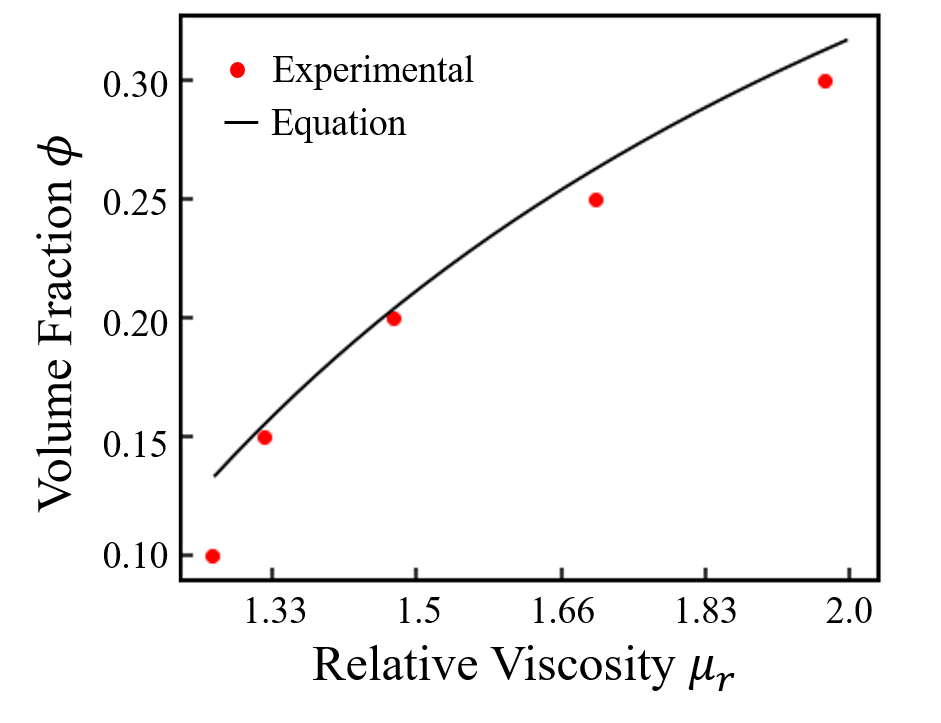 Experimental
Equation
0.30
0.25
0.20
0.15
0.10
Volume Fraction ϕ
1.33 1.5 1.66 1.83 2.0
Relative Viscosity μᵣ